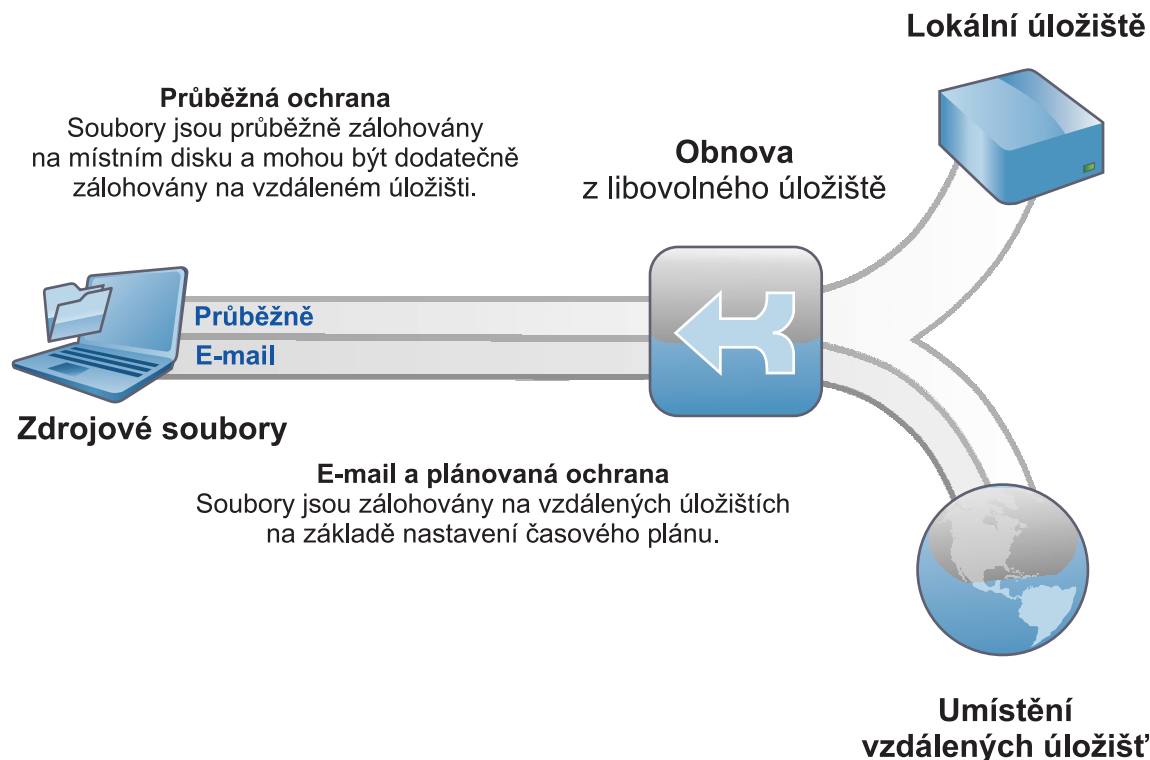 Lokální úložiště
Průběžná ochrana
Soubory jsou průběžně zálohovány
na místním disku a mohou být dodatečně
zálohovány na vzdáleném úložišti.
Obnova
z libovolného úložiště
Průběžně
E-mail
Zdrojové soubory
E-mail a plánovaná ochrana
Soubory jsou zálohovány na vzdálených úložištích
na základě nastavení časového plánu.
Umístění
vzdálených úložišť